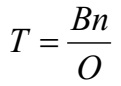 T = Bn / O